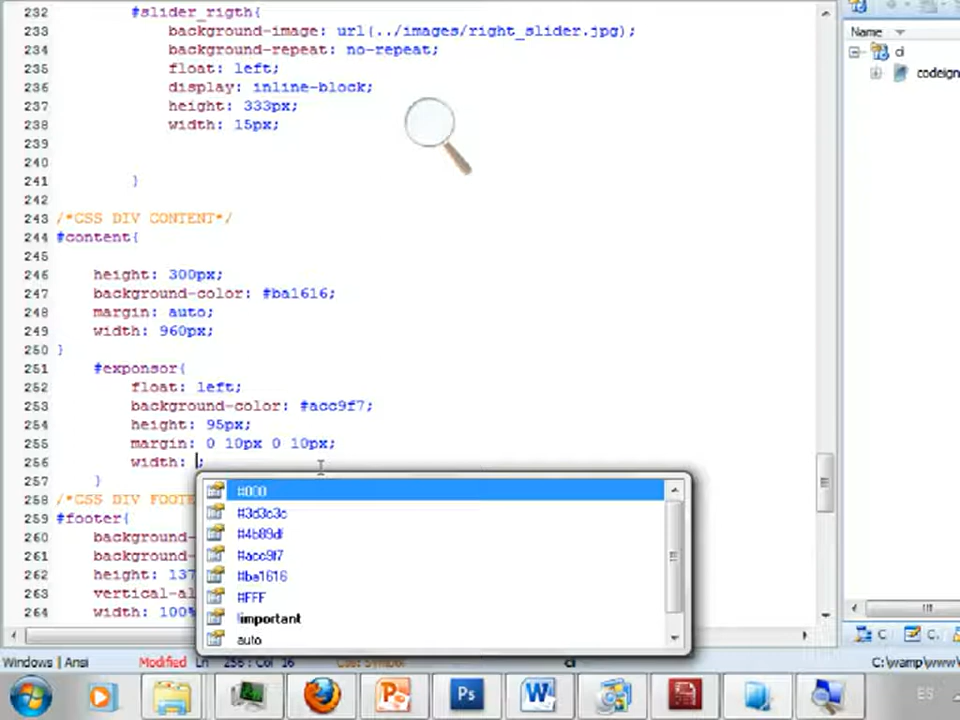 232 #slider_rigth{
233 background-image: url(../images/right_slider.jpg);
234 background-repeat: no-repeat;
235 float: left;
236 display: inline-block;
237 height: 333px;
238 width: 15px;
239
240
241 }
242
243 /*CSS DIV CONTENT*/
244 #content{
245
246 height: 300px;
247 background-color: #ba1616;
248 margin: auto;
249 width: 960px;
250 }
251 #exponsor{
252 float: left;
253 background-color: #acc9f7;
254 height: 95px;
255 margin: 0 10px 0 10px;
256 width: ;
257 }
258 /*CSS DIV FOOTE
259 #footer{
260 background-
261 background-
262 height: 137
263 vertical-al
264 width: 100%
#000
#3d3c3c
#4b89df
#acc9f7
#ba1616
#FFF
!important
auto
Name
ci
codeign
Windows | Ansi Modified Ln 256 : Col 16 ci C:\wamp\www\
Ps W ES